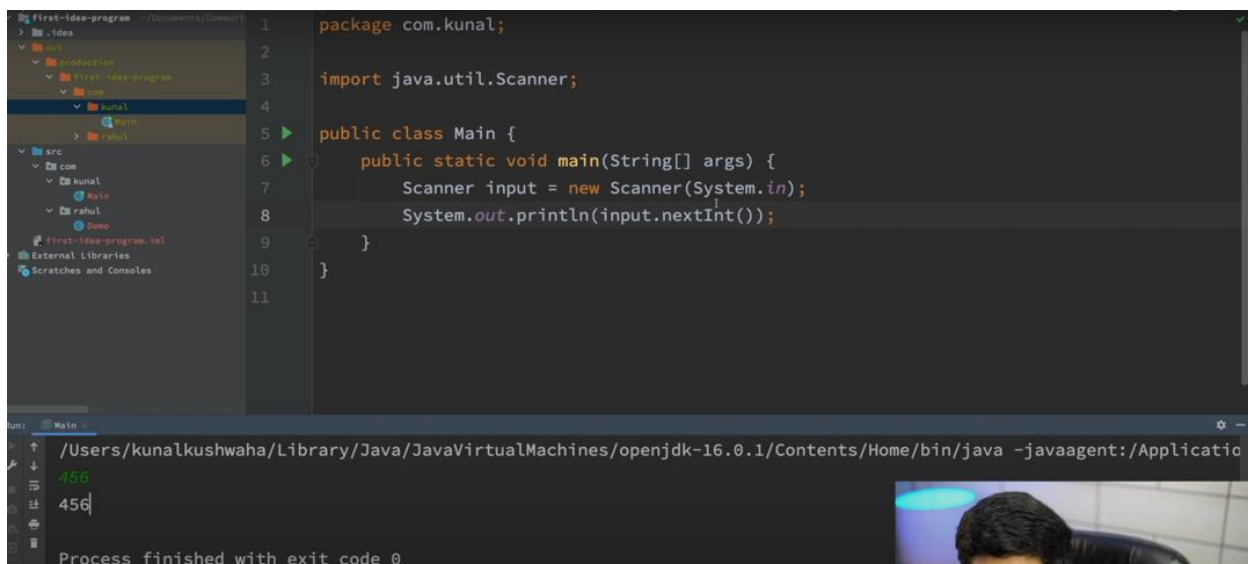 first-idea-program ~/Documents/Communi
.idea
out
production
first-idea-program
com
kunal
Main
rahul
src
com
kunal
Main
rahul
Demo
first-idea-program.iml
External Libraries
Scratches and Consoles
1 package com.kunal;
2
3 import java.util.Scanner;
4
5 public class Main {
6 public static void main(String[] args) {
7 Scanner input = new Scanner(System.in);
8 System.out.println(input.nextInt());
9 }
10 }
11
Run: Main
/Users/kunalkushwaha/Library/Java/JavaVirtualMachines/openjdk-16.0.1/Contents/Home/bin/java -javaagent:/Applicatio
456
456
Process finished with exit code 0